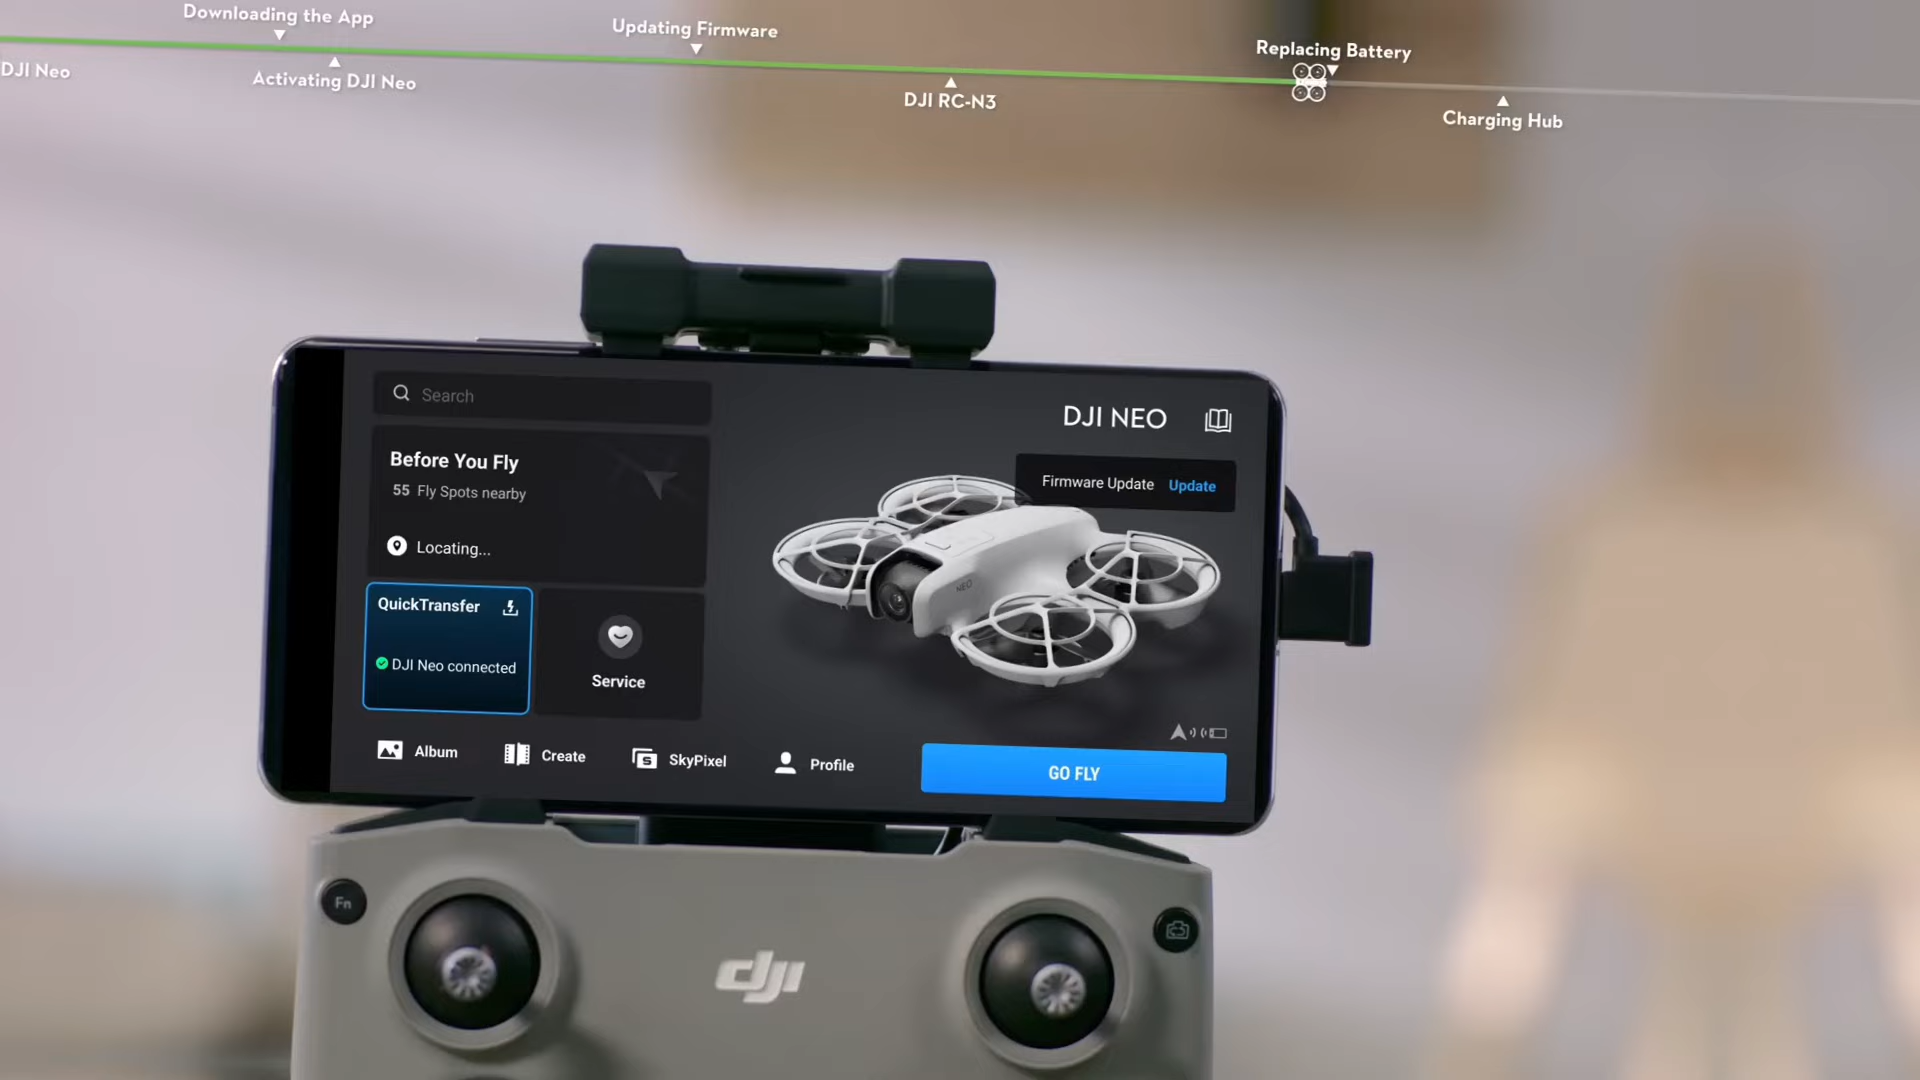 Downloading the App
Updating Firmware
Replacing Battery
DJI Neo
Activating DJI Neo
DJI RC-N3
Charging Hub
Search
DJI NEO
Before You Fly
55 Fly Spots nearby
Firmware Update Update
Locating...
NEO
QuickTransfer
DJI Neo connected
Service
Album
Create
SkyPixel
Profile
GO FLY
Fn
dji